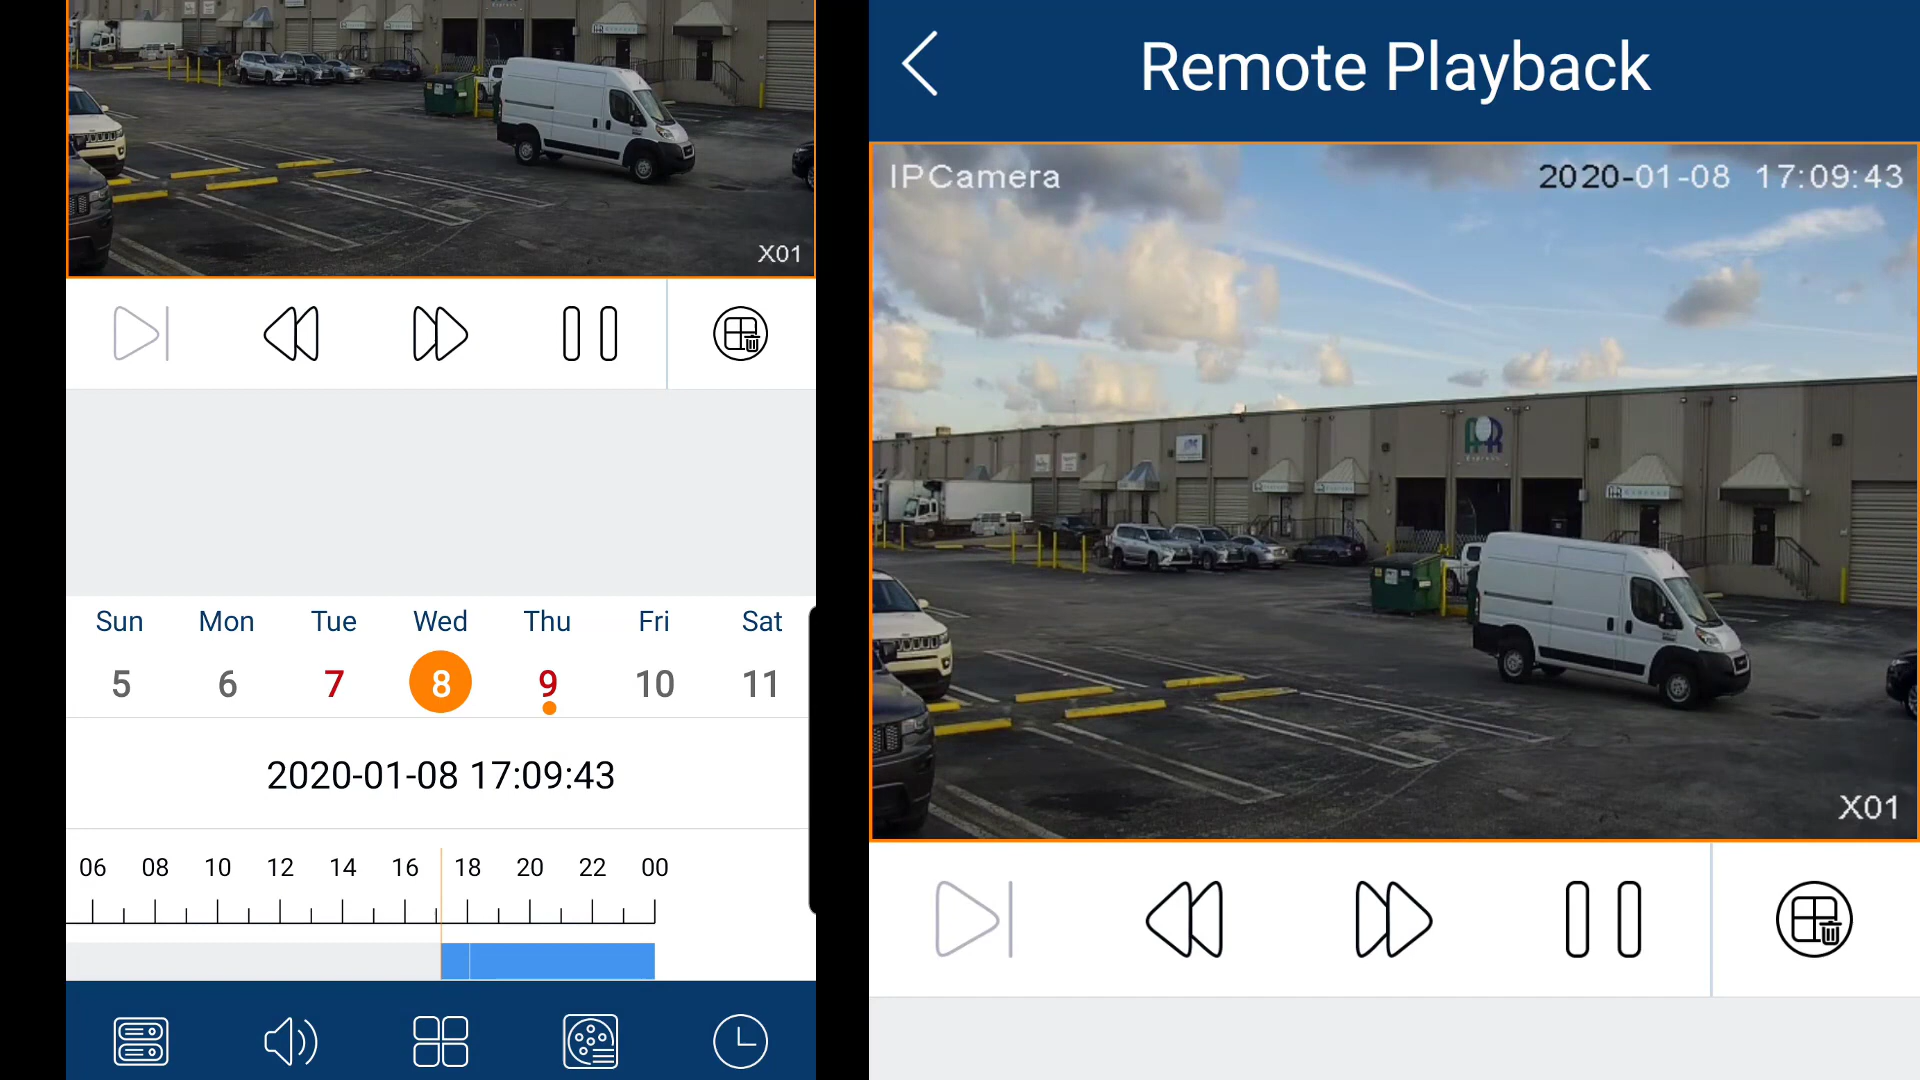 X01
Sun Mon Tue Wed Thu Fri Sat
5 6 7 8 9 10 11
2020-01-08 17:09:43
06 08 10 12 14 16 18 20 22 00
Remote Playback
IPCamera 2020-01-08 17:09:43
X01